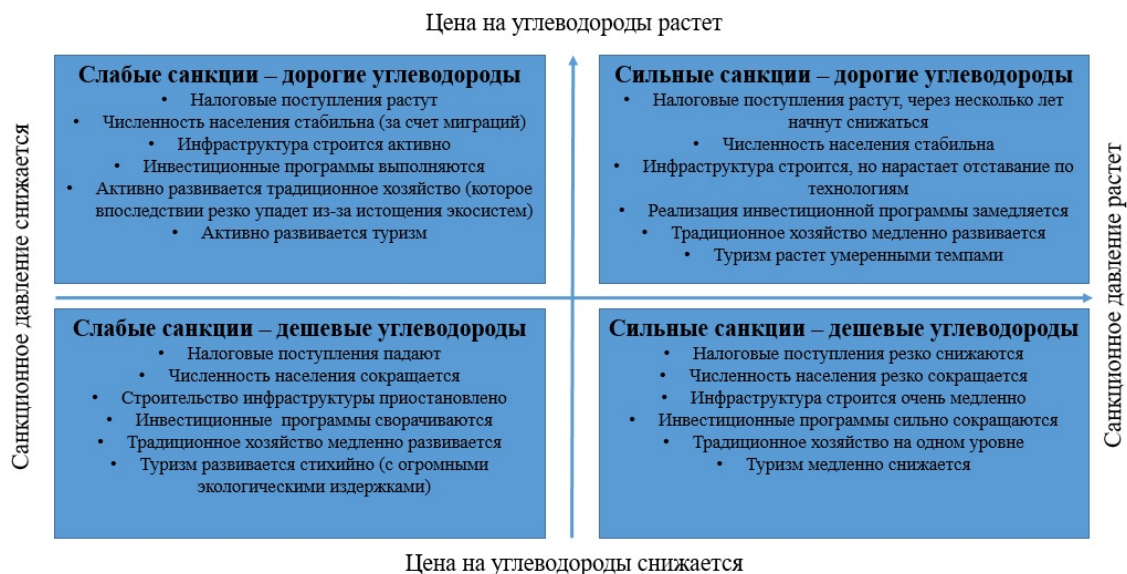 Цена на углеводороды растет
Санкционное давление снижается
Слабые санкции – дорогие углеводороды
• Налоговые поступления растут
• Численность населения стабильна (за счет миграций)
• Инфраструктура строится активно
• Инвестиционные программы выполняются
• Активно развивается традиционное хозяйство (которое
впоследствии резко упадет из-за истощения экосистем)
• Активно развивается туризм
Сильные санкции – дорогие углеводороды
• Налоговые поступления растут, через несколько лет
начнут снижаться
• Численность населения стабильна
• Инфраструктура строится, но нарастает отставание по
технологиям
• Реализация инвестиционной программы замедляется
• Традиционное хозяйство медленно развивается
• Туризм растет умеренными темпами
Санкционное давление растет
Слабые санкции – дешевые углеводороды
• Налоговые поступления падают
• Численность населения сокращается
• Строительство инфраструктуры приостановлено
• Инвестиционные программы сворачиваются
• Традиционное хозяйство медленно развивается
• Туризм развивается стихийно (с огромными
экологическими издержками)
Сильные санкции – дешевые углеводороды
• Налоговые поступления резко снижаются
• Численность населения резко сокращается
• Инфраструктура строится очень медленно
• Инвестиционные программы сильно сокращаются
• Традиционное хозяйство на одном уровне
• Туризм медленно снижается
Цена на углеводороды снижается